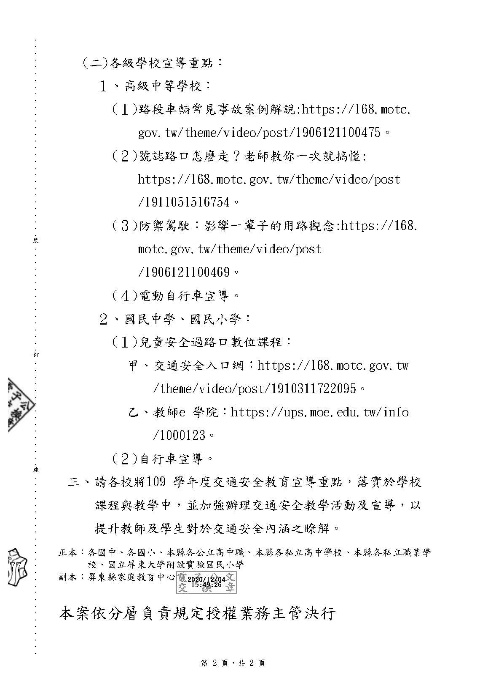 (二)各級學校宣導重點：
1、高級中等學校：
(1)路段車輛常見事故案例解說:https://168.motc.
gov.tw/theme/video/post/1906121100475。
(2)號誌路口怎麼走？老師教你一次就搞懂:
https://168.motc.gov.tw/theme/video/post
/1911051516754。
(3)防禦駕駛：影響一輩子的用路觀念:https://168.
motc.gov.tw/theme/video/post
/1906121100469。
(4)電動自行車宣導。
2、國民中學、國民小學：
(1)兒童安全過路口數位課程：
甲、交通安全入口網：https://168.motc.gov.tw
/theme/video/post/1910311722095。
乙、教師e 學院：https://ups.moe.edu.tw/info
/1000123。
(2)自行車宣導。
三、請各校將109 學年度交通安全教育宣導重點，落實於學校
課程與教學中，並加強辦理交通安全教學活動及宣導，以
提升教師及學生對於交通安全內涵之瞭解。
正本：各國中、各國小、本縣各公立高中職、本縣各私立高中學校、本縣各私立職業學
校、國立屏東大學附設實驗國民小學
副本：屏東縣家庭教育中心
2020/12/04
15:49:26
本案依分層負責規定授權業務主管決行
第 2 頁，共 2 頁